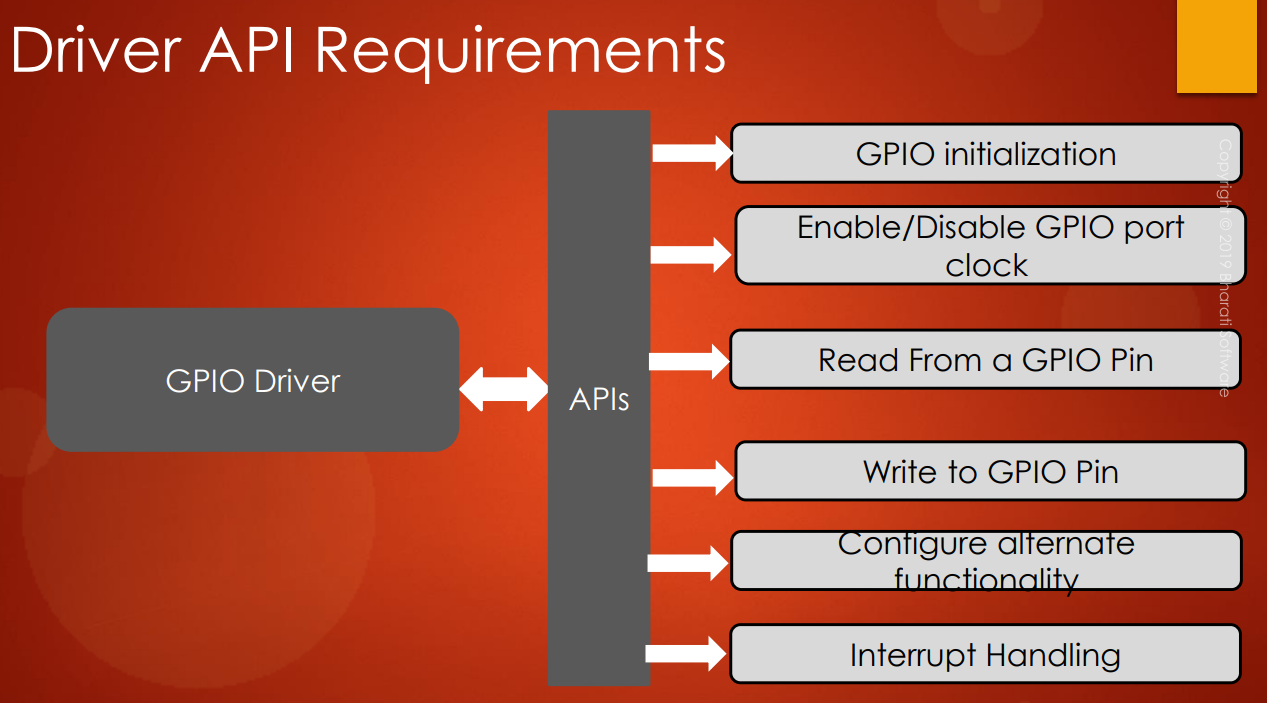 Driver API Requirements
GPIO initialization
Enable/Disable GPIO port
clock
Read From a GPIO Pin
GPIO Driver
APIs
Write to GPIO Pin
Configure alternate
functionality
Interrupt Handling
Copyright © 2019 Bharati Software